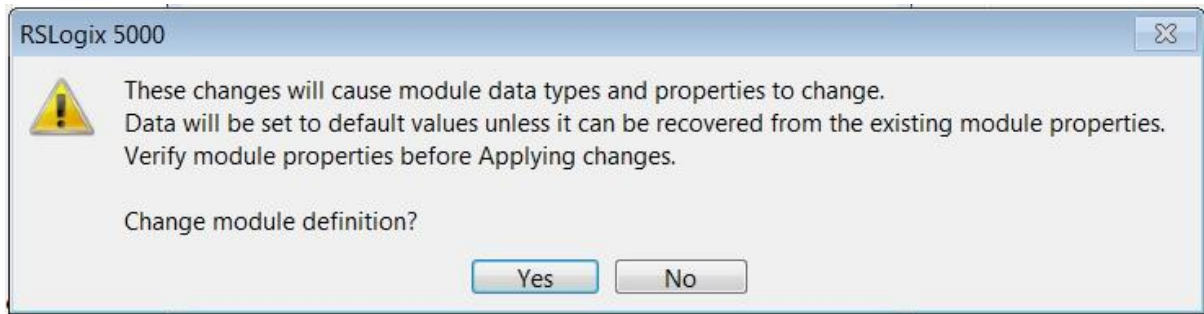 RSLogix 5000
These changes will cause module data types and properties to change.
Data will be set to default values unless it can be recovered from the existing module properties.
Verify module properties before Applying changes.
Change module definition?
Yes No